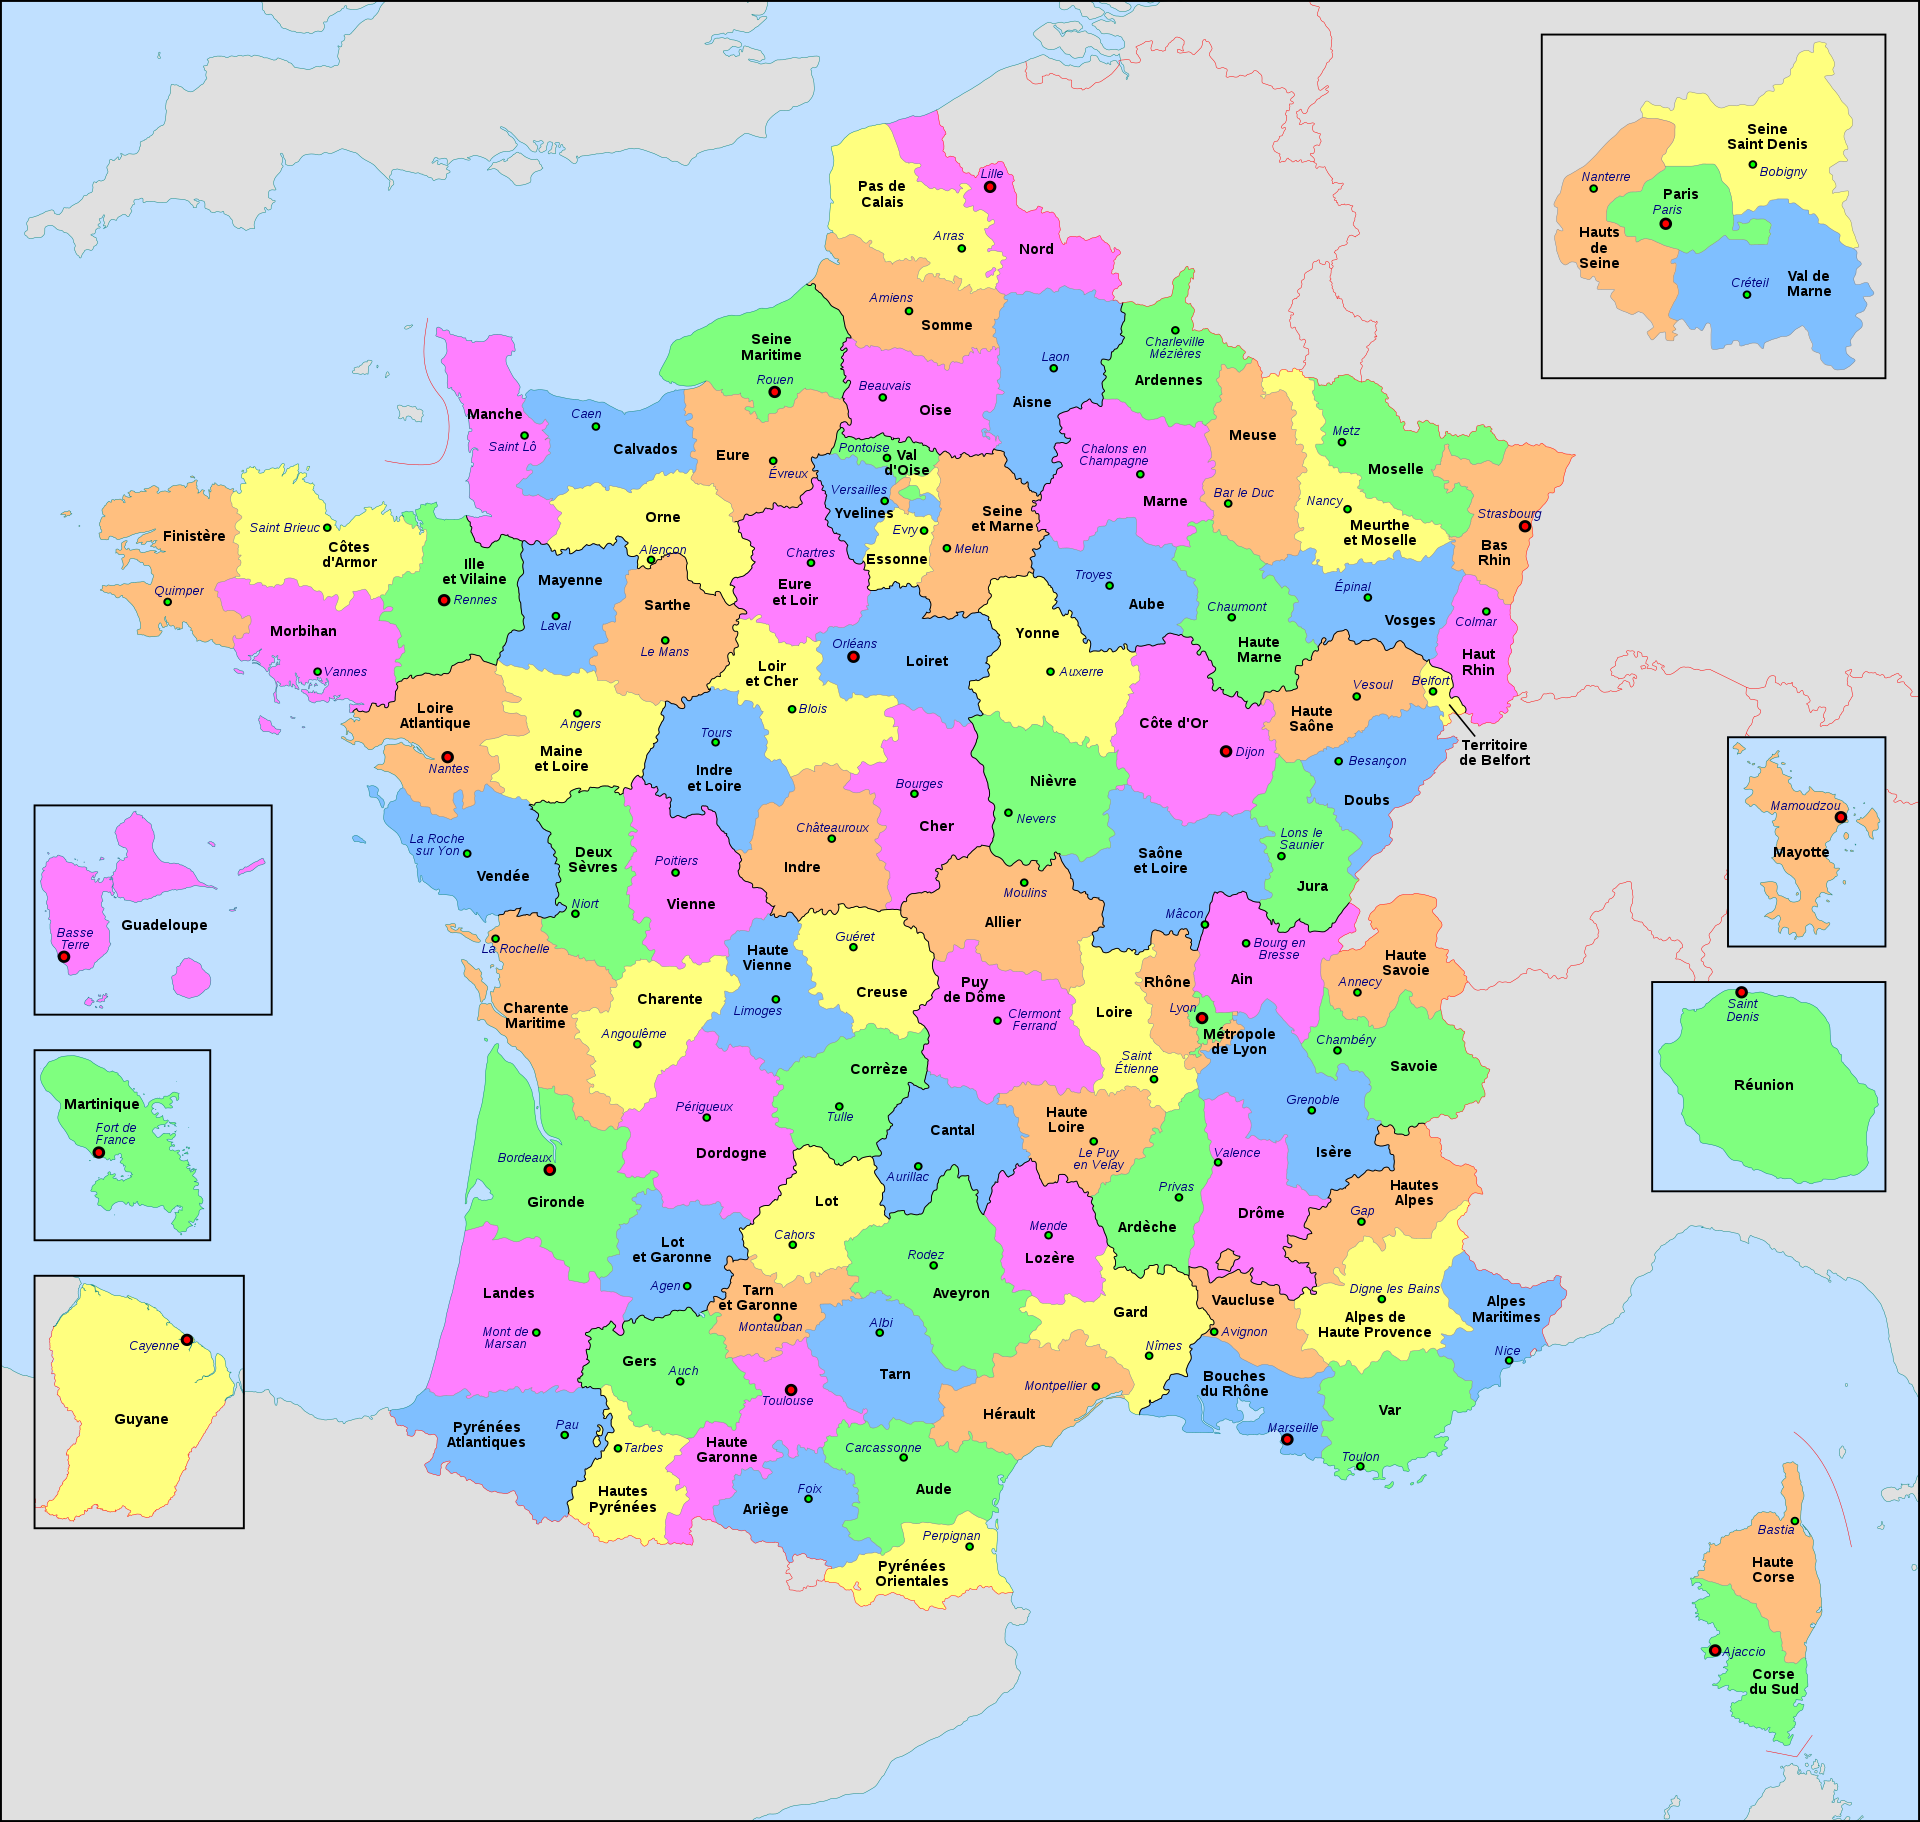 Seine
Saint Denis
Bobigny
Nanterre
Paris
Paris
Hauts
de
Seine
Créteil
Val de
Marne
Lille
Pas de
Calais
Arras
Nord
Amiens
Somme
Seine
Maritime
Rouen
Beauvais
Oise
Laon
Aisne
Charleville
Mézières
Ardennes
Manche
Saint Lô
Caen
Calvados
Eure
Évreux
Pontoise
Val
d'Oise
Versailles
Yvelines
Evry
Essonne
Seine
et Marne
Melun
Chalons en
Champagne
Marne
Meuse
Bar le Duc
Metz
Moselle
Nancy
Meurthe
et Moselle
Strasbourg
Bas
Rhin
Finistère
Quimper
Saint Brieuc
Côtes
d'Armor
Ille
et Vilaine
Rennes
Morbihan
Vannes
Orne
Alençon
Mayenne
Laval
Sarthe
Le Mans
Chartres
Eure
et Loir
Loir
et Cher
Blois
Orléans
Loiret
Yonne
Auxerre
Troyes
Aube
Chaumont
Haute
Marne
Épinal
Vosges
Colmar
Haut
Rhin
Belfort
Territoire
de Belfort
Vesoul
Haute
Saône
Besançon
Doubs
Côte d'Or
Dijon
Nièvre
Nevers
Loire
Atlantique
Nantes
Angers
Maine
et Loire
Tours
Indre
et Loire
Bourges
Cher
Châteauroux
Indre
La Roche
sur Yon
Vendée
Deux
Sèvres
Niort
Poitiers
Vienne
Moulins
Allier
Saône
et Loire
Mâcon
Lons le
Saunier
Jura
La Rochelle
Charente
Maritime
Charente
Angoulême
Haute
Vienne
Limoges
Guéret
Creuse
Puy
de Dôme
Clermont
Ferrand
Loire
Saint
Étienne
Rhône
Lyon
Métropole
de Lyon
Bourg en
Bresse
Ain
Haute
Savoie
Annecy
Chambéry
Savoie
Corrèze
Tulle
Périgueux
Dordogne
Bordeaux
Gironde
Cantal
Aurillac
Haute
Loire
Le Puy
en Velay
Privas
Ardèche
Valence
Drôme
Grenoble
Isère
Hautes
Alpes
Gap
Lot
Cahors
Lot
et Garonne
Agen
Landes
Mont de
Marsan
Tarn
et Garonne
Montauban
Rodez
Aveyron
Mende
Lozère
Gard
Nîmes
Vaucluse
Avignon
Digne les Bains
Alpes de
Haute Provence
Alpes
Maritimes
Nice
Gers
Auch
Toulouse
Haute
Garonne
Albi
Tarn
Montpellier
Hérault
Bouches
du Rhône
Marseille
Var
Toulon
Pyrénées
Atlantiques
Pau
Tarbes
Hautes
Pyrénées
Foix
Ariège
Carcassonne
Aude
Perpignan
Pyrénées
Orientales
Bastia
Haute
Corse
Ajaccio
Corse
du Sud
Guadeloupe
Basse
Terre
Martinique
Fort de
France
Cayenne
Guyane
Mamoudzou
Mayotte
Saint
Denis
Réunion